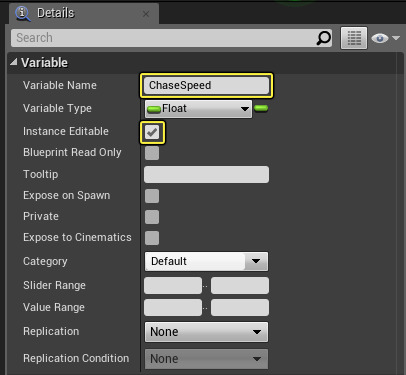 Details
Search
Variable
Variable Name ChaseSpeed
Variable Type Float
Instance Editable
Blueprint Read Only
Tooltip
Expose on Spawn
Private
Expose to Cinematics
Category Default
Slider Range ..
Value Range ..
Replication None
Replication Condition None